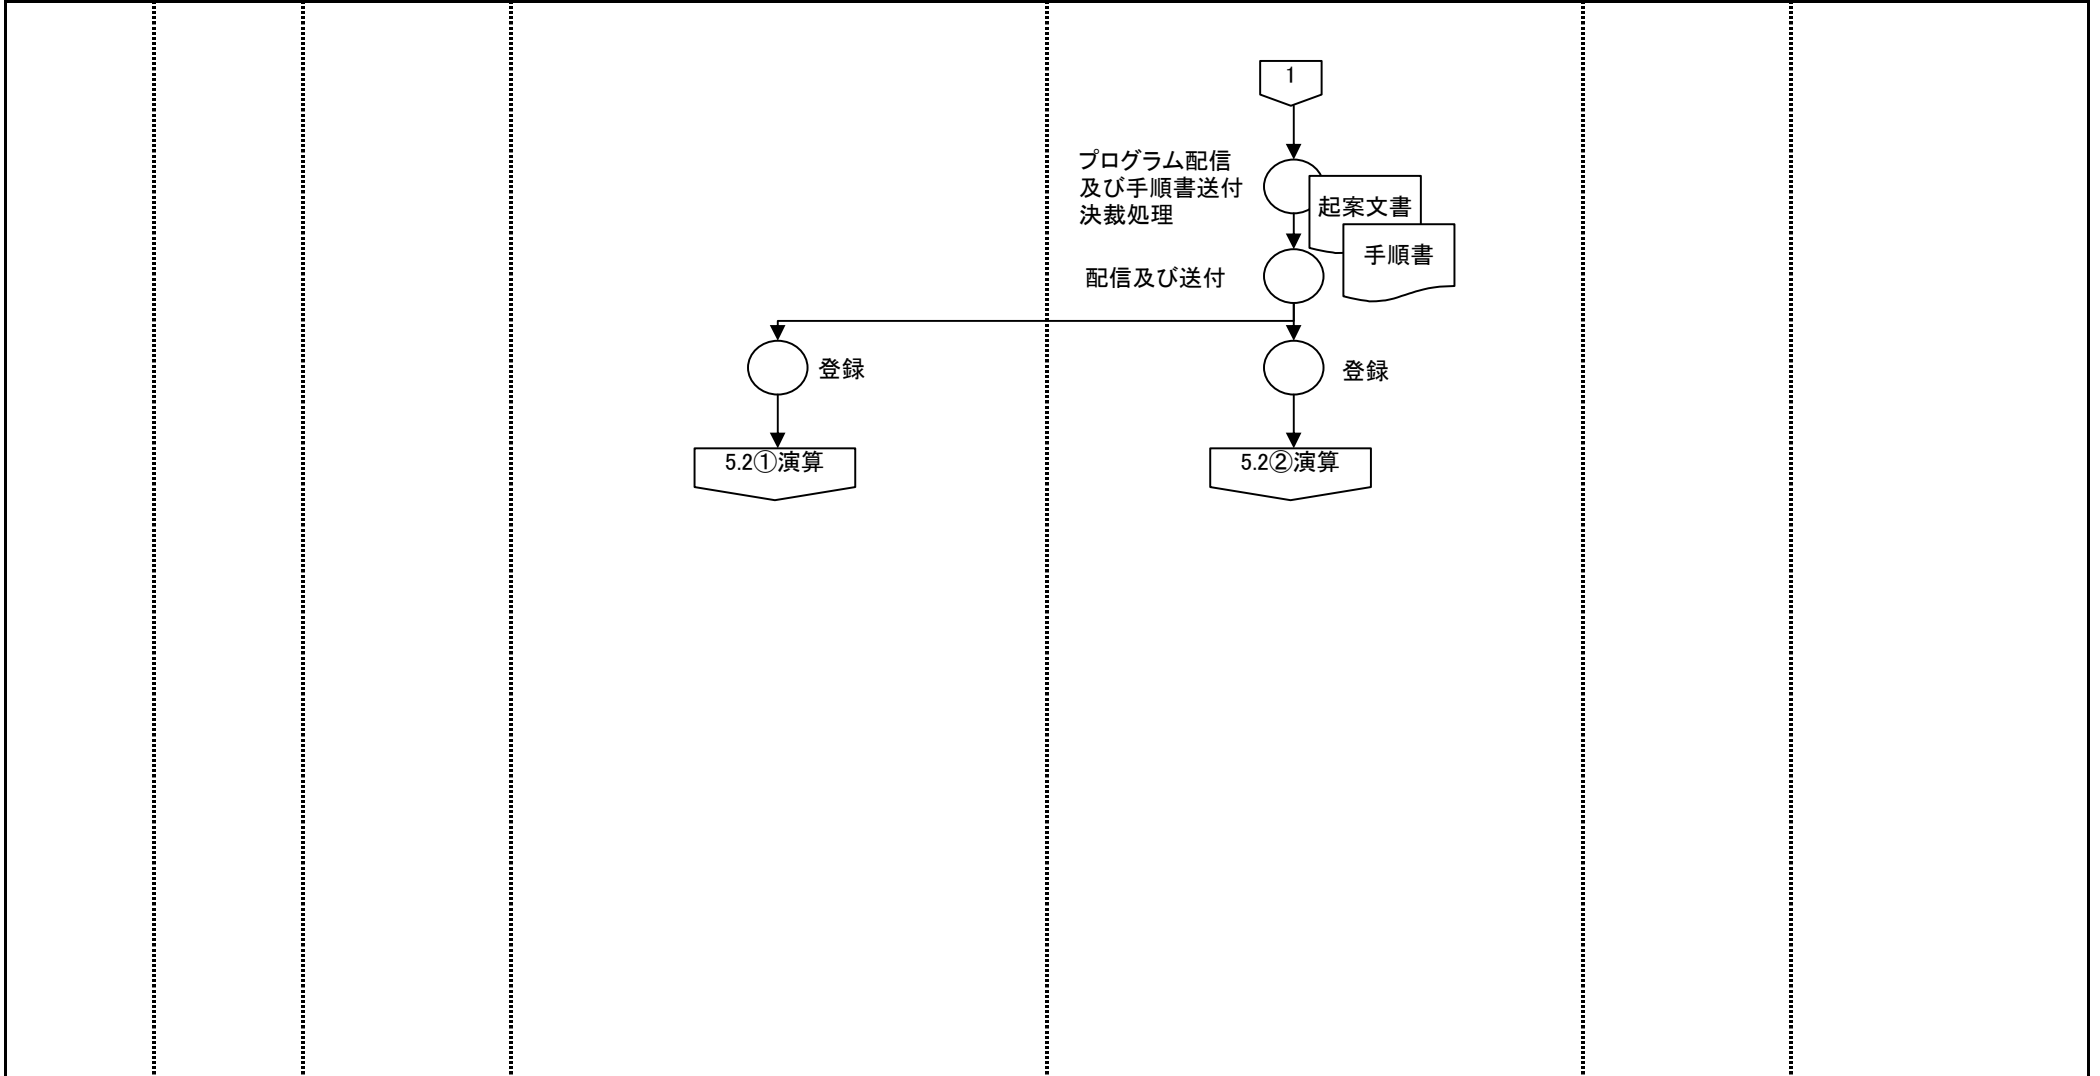 1
プログラム配信
及び手順書送付
決裁処理
起案文書
手順書
配信及び送付
登録
登録
5.2①演算
5.2②演算